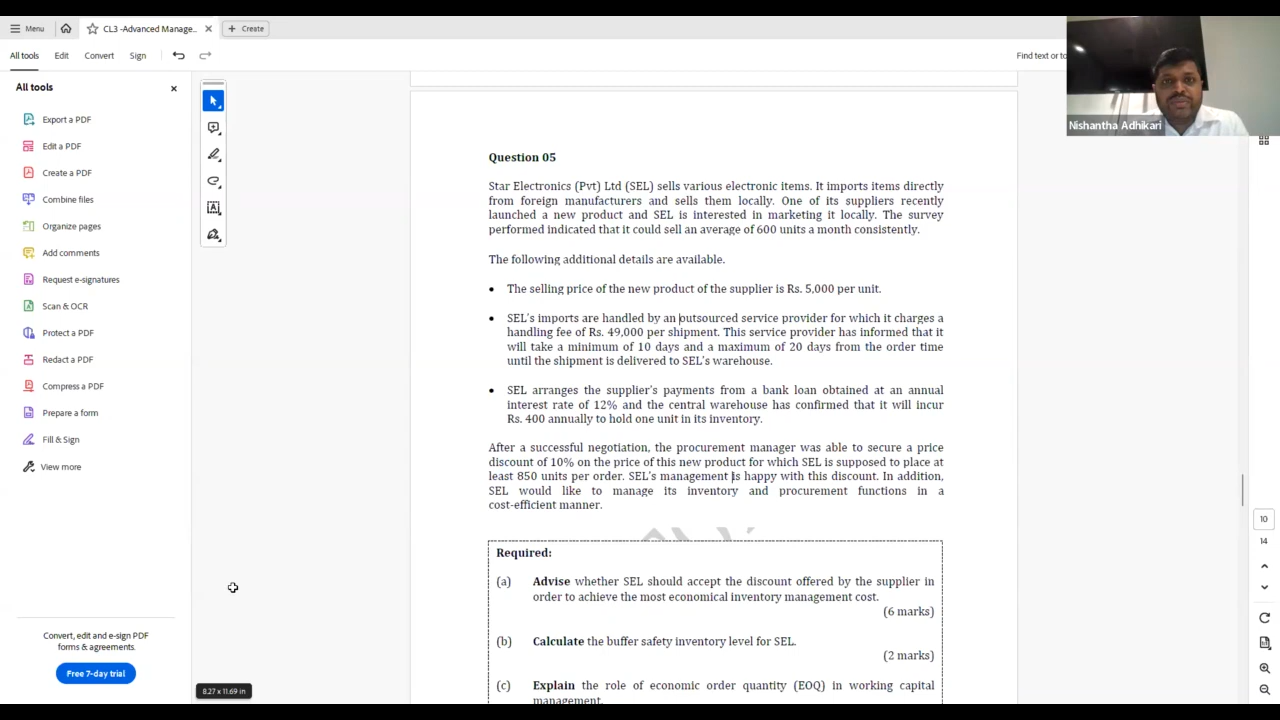 Menu
CL3 -Advanced Manage...
Create
All tools
Edit
Convert
Sign
Find text or to
All tools
Export a PDF
Edit a PDF
Create a PDF
Combine files
Organize pages
Add comments
Request e-signatures
Scan & OCR
Protect a PDF
Redact a PDF
Compress a PDF
Prepare a form
Fill & Sign
View more
Convert, edit and e-sign PDF
forms & agreements.
Free 7-day trial
8.27 x 11.69 in
Nishantha Adhikari
Question 05
Star Electronics (Pvt) Ltd (SEL) sells various electronic items. It imports items directly
from foreign manufacturers and sells them locally. One of its suppliers recently
launched a new product and SEL is interested in marketing it locally. The survey
performed indicated that it could sell an average of 600 units a month consistently.
The following additional details are available.
• The selling price of the new product of the supplier is Rs. 5,000 per unit.
• SEL's imports are handled by an outsourced service provider for which it charges a
handling fee of Rs. 49,000 per shipment. This service provider has informed that it
will take a minimum of 10 days and a maximum of 20 days from the order time
until the shipment is delivered to SEL's warehouse.
• SEL arranges the supplier's payments from a bank loan obtained at an annual
interest rate of 12% and the central warehouse has confirmed that it will incur
Rs. 400 annually to hold one unit in its inventory.
After a successful negotiation, the procurement manager was able to secure a price
discount of 10% on the price of this new product for which SEL is supposed to place at
least 850 units per order. SEL's management is happy with this discount. In addition,
SEL would like to manage its inventory and procurement functions in a
cost-efficient manner.
Required:
(a) Advise whether SEL should accept the discount offered by the supplier in
order to achieve the most economical inventory management cost.
(6 marks)
(b) Calculate the buffer safety inventory level for SEL.
(2 marks)
(c) Explain the role of economic order quantity (EOQ) in working capital
management.
10
14